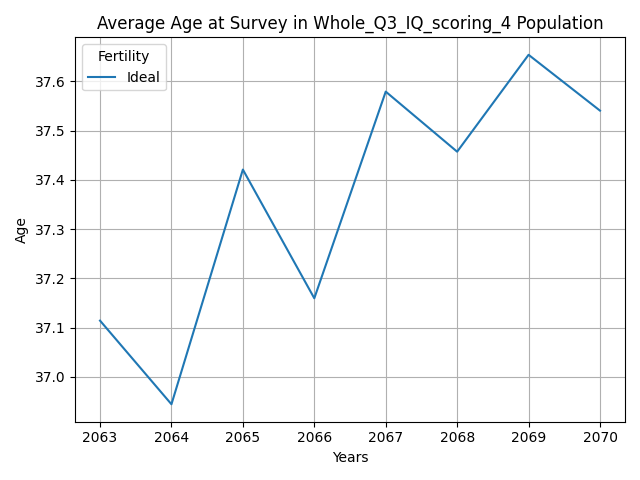 Average Age at Survey in Whole_Q3_IQ_scoring_4 Population
Fertility
Ideal
37.6
37.5
37.4
37.3
37.2
37.1
37.0
Age
2063 2064 2065 2066 2067 2068 2069 2070
Years